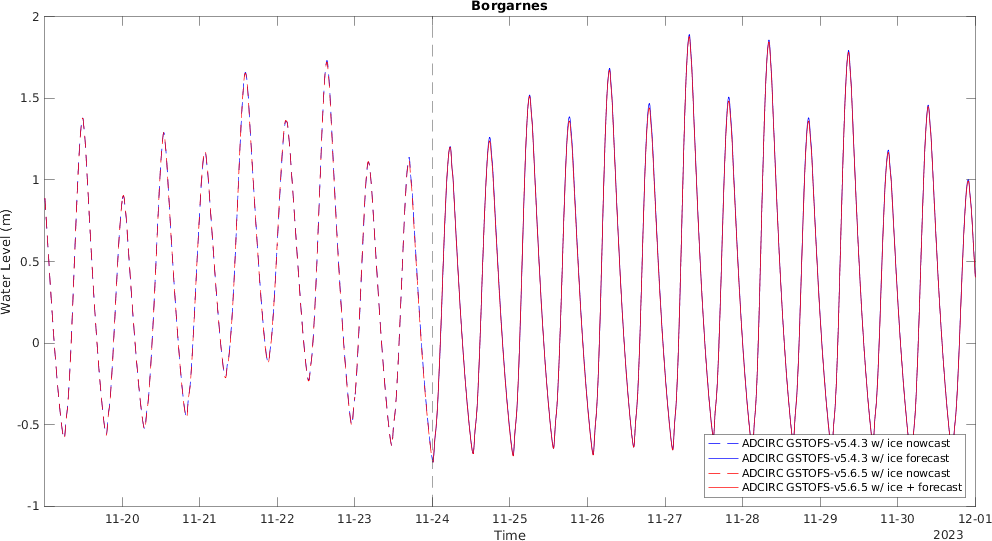 Borgarnes
2
1.5
1
0.5
0
-0.5
-1
Water Level (m)
11-20 11-21 11-22 11-23 11-24 11-25 11-26 11-27 11-28 11-29 11-30 12-01
Time
2023
ADCIRC GSTOFS-v5.4.3 w/ ice nowcast
ADCIRC GSTOFS-v5.4.3 w/ ice forecast
ADCIRC GSTOFS-v5.6.5 w/ ice nowcast
ADCIRC GSTOFS-v5.6.5 w/ ice + forecast